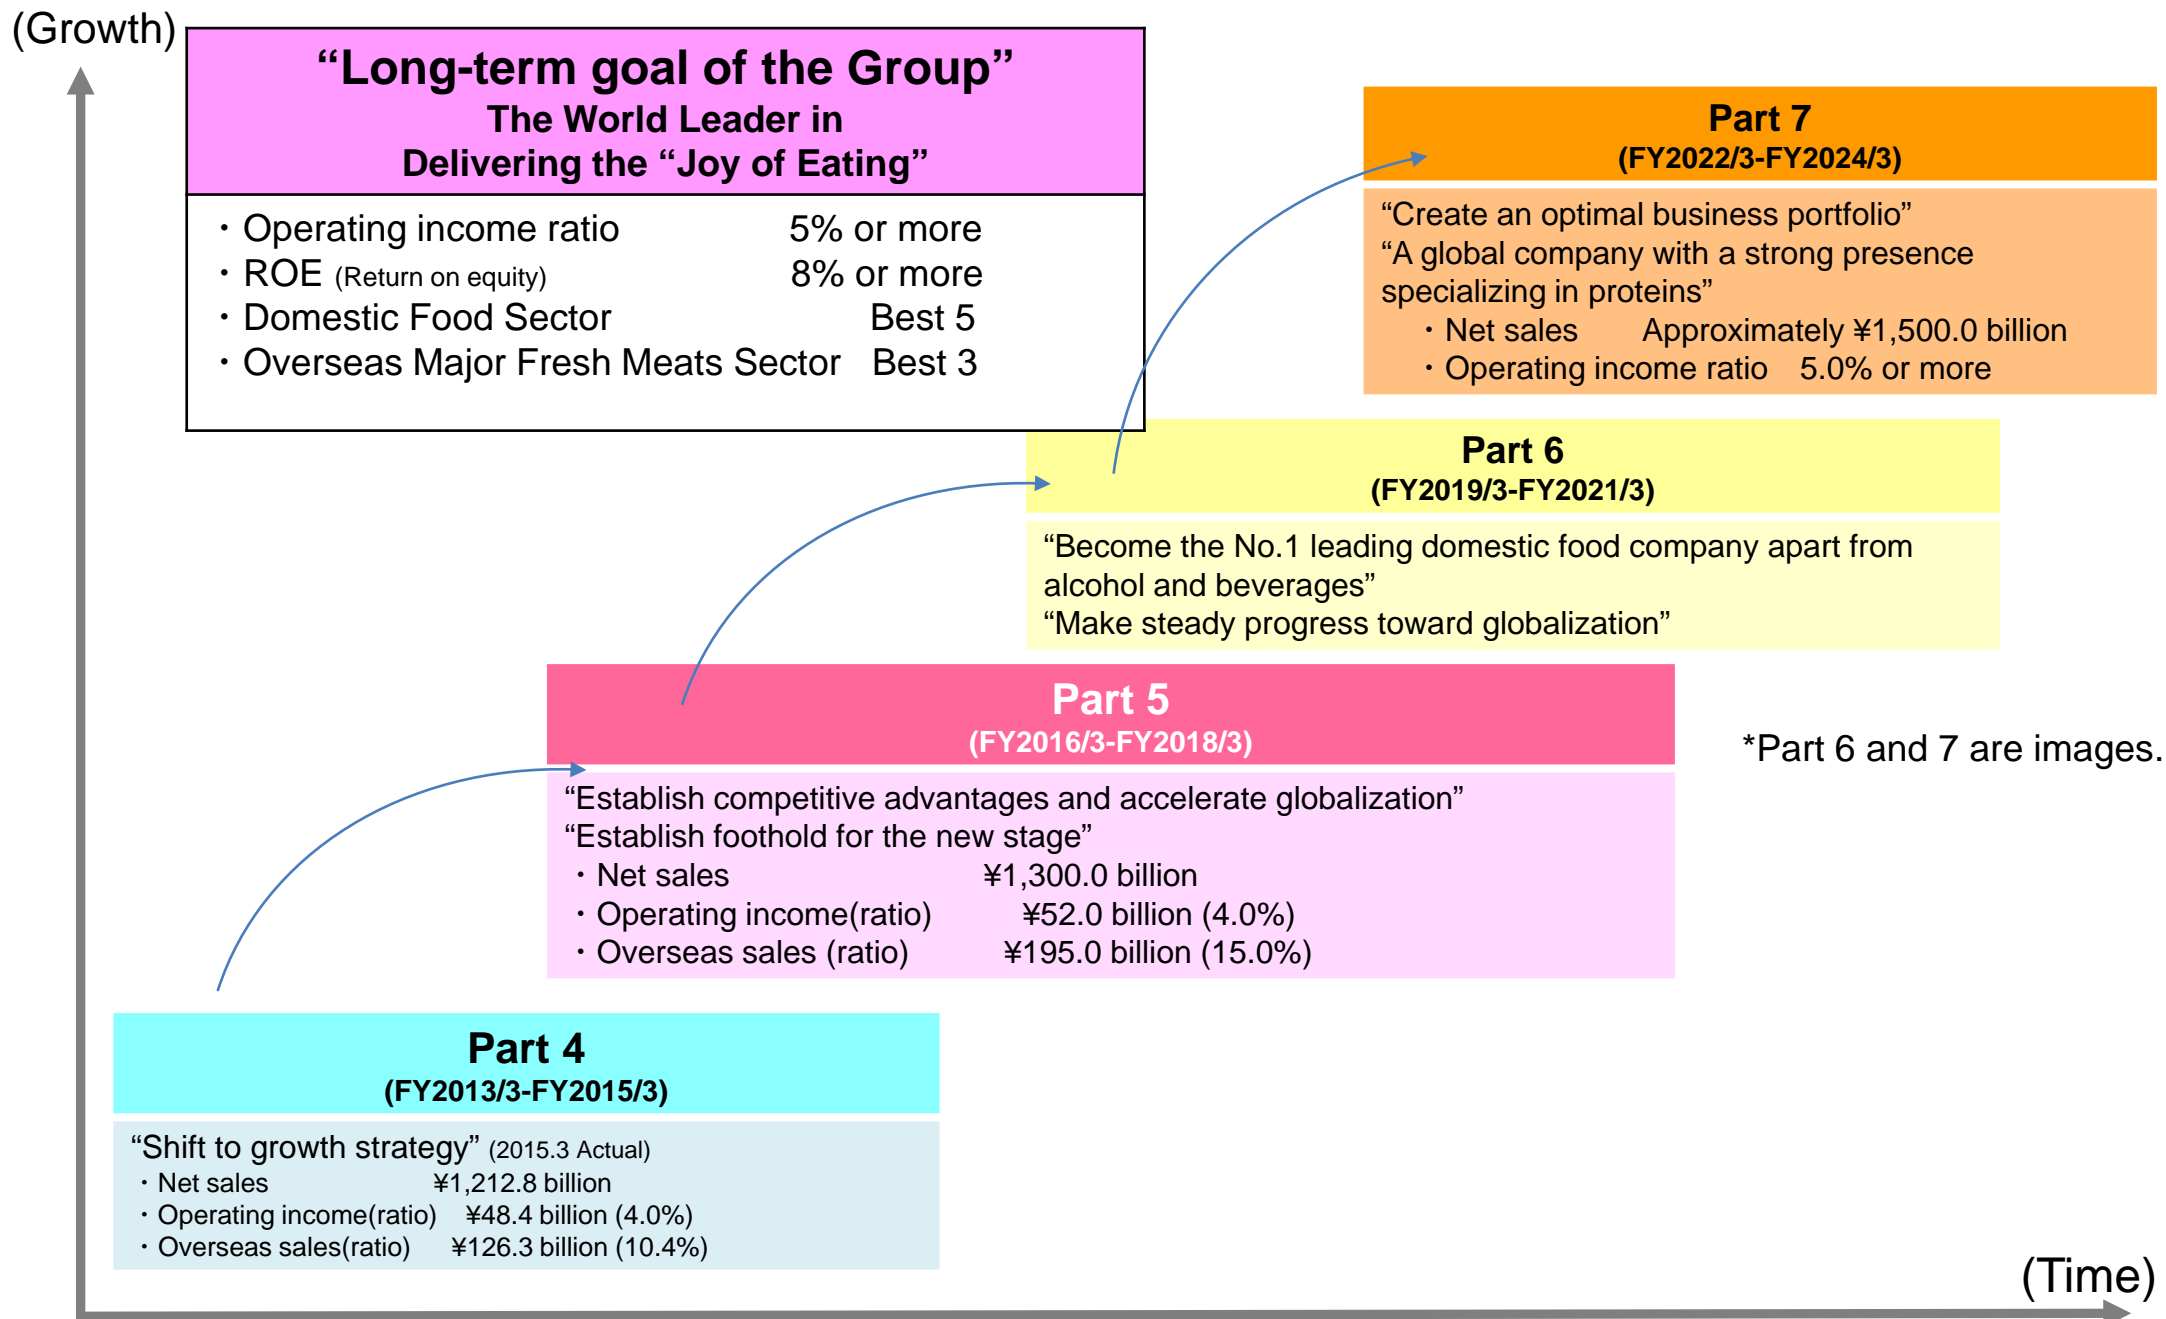 (Growth)
“Long-term goal of the Group”
The World Leader in
Delivering the “Joy of Eating”
・Operating income ratio 5% or more
・ROE (Return on equity) 8% or more
・Domestic Food Sector Best 5
・Overseas Major Fresh Meats Sector Best 3
Part 7
(FY2022/3-FY2024/3)
“Create an optimal business portfolio”
“A global company with a strong presence
specializing in proteins”
・Net sales Approximately ¥1,500.0 billion
・Operating income ratio 5.0% or more
Part 6
(FY2019/3-FY2021/3)
“Become the No.1 leading domestic food company apart from
alcohol and beverages”
“Make steady progress toward globalization”
Part 5
(FY2016/3-FY2018/3)
*Part 6 and 7 are images.
“Establish competitive advantages and accelerate globalization”
“Establish foothold for the new stage”
・Net sales ¥1,300.0 billion
・Operating income(ratio) ¥52.0 billion (4.0%)
・Overseas sales (ratio) ¥195.0 billion (15.0%)
Part 4
(FY2013/3-FY2015/3)
“Shift to growth strategy” (2015.3 Actual)
・Net sales ¥1,212.8 billion
・Operating income(ratio) ¥48.4 billion (4.0%)
・Overseas sales(ratio) ¥126.3 billion (10.4%)
(Time)